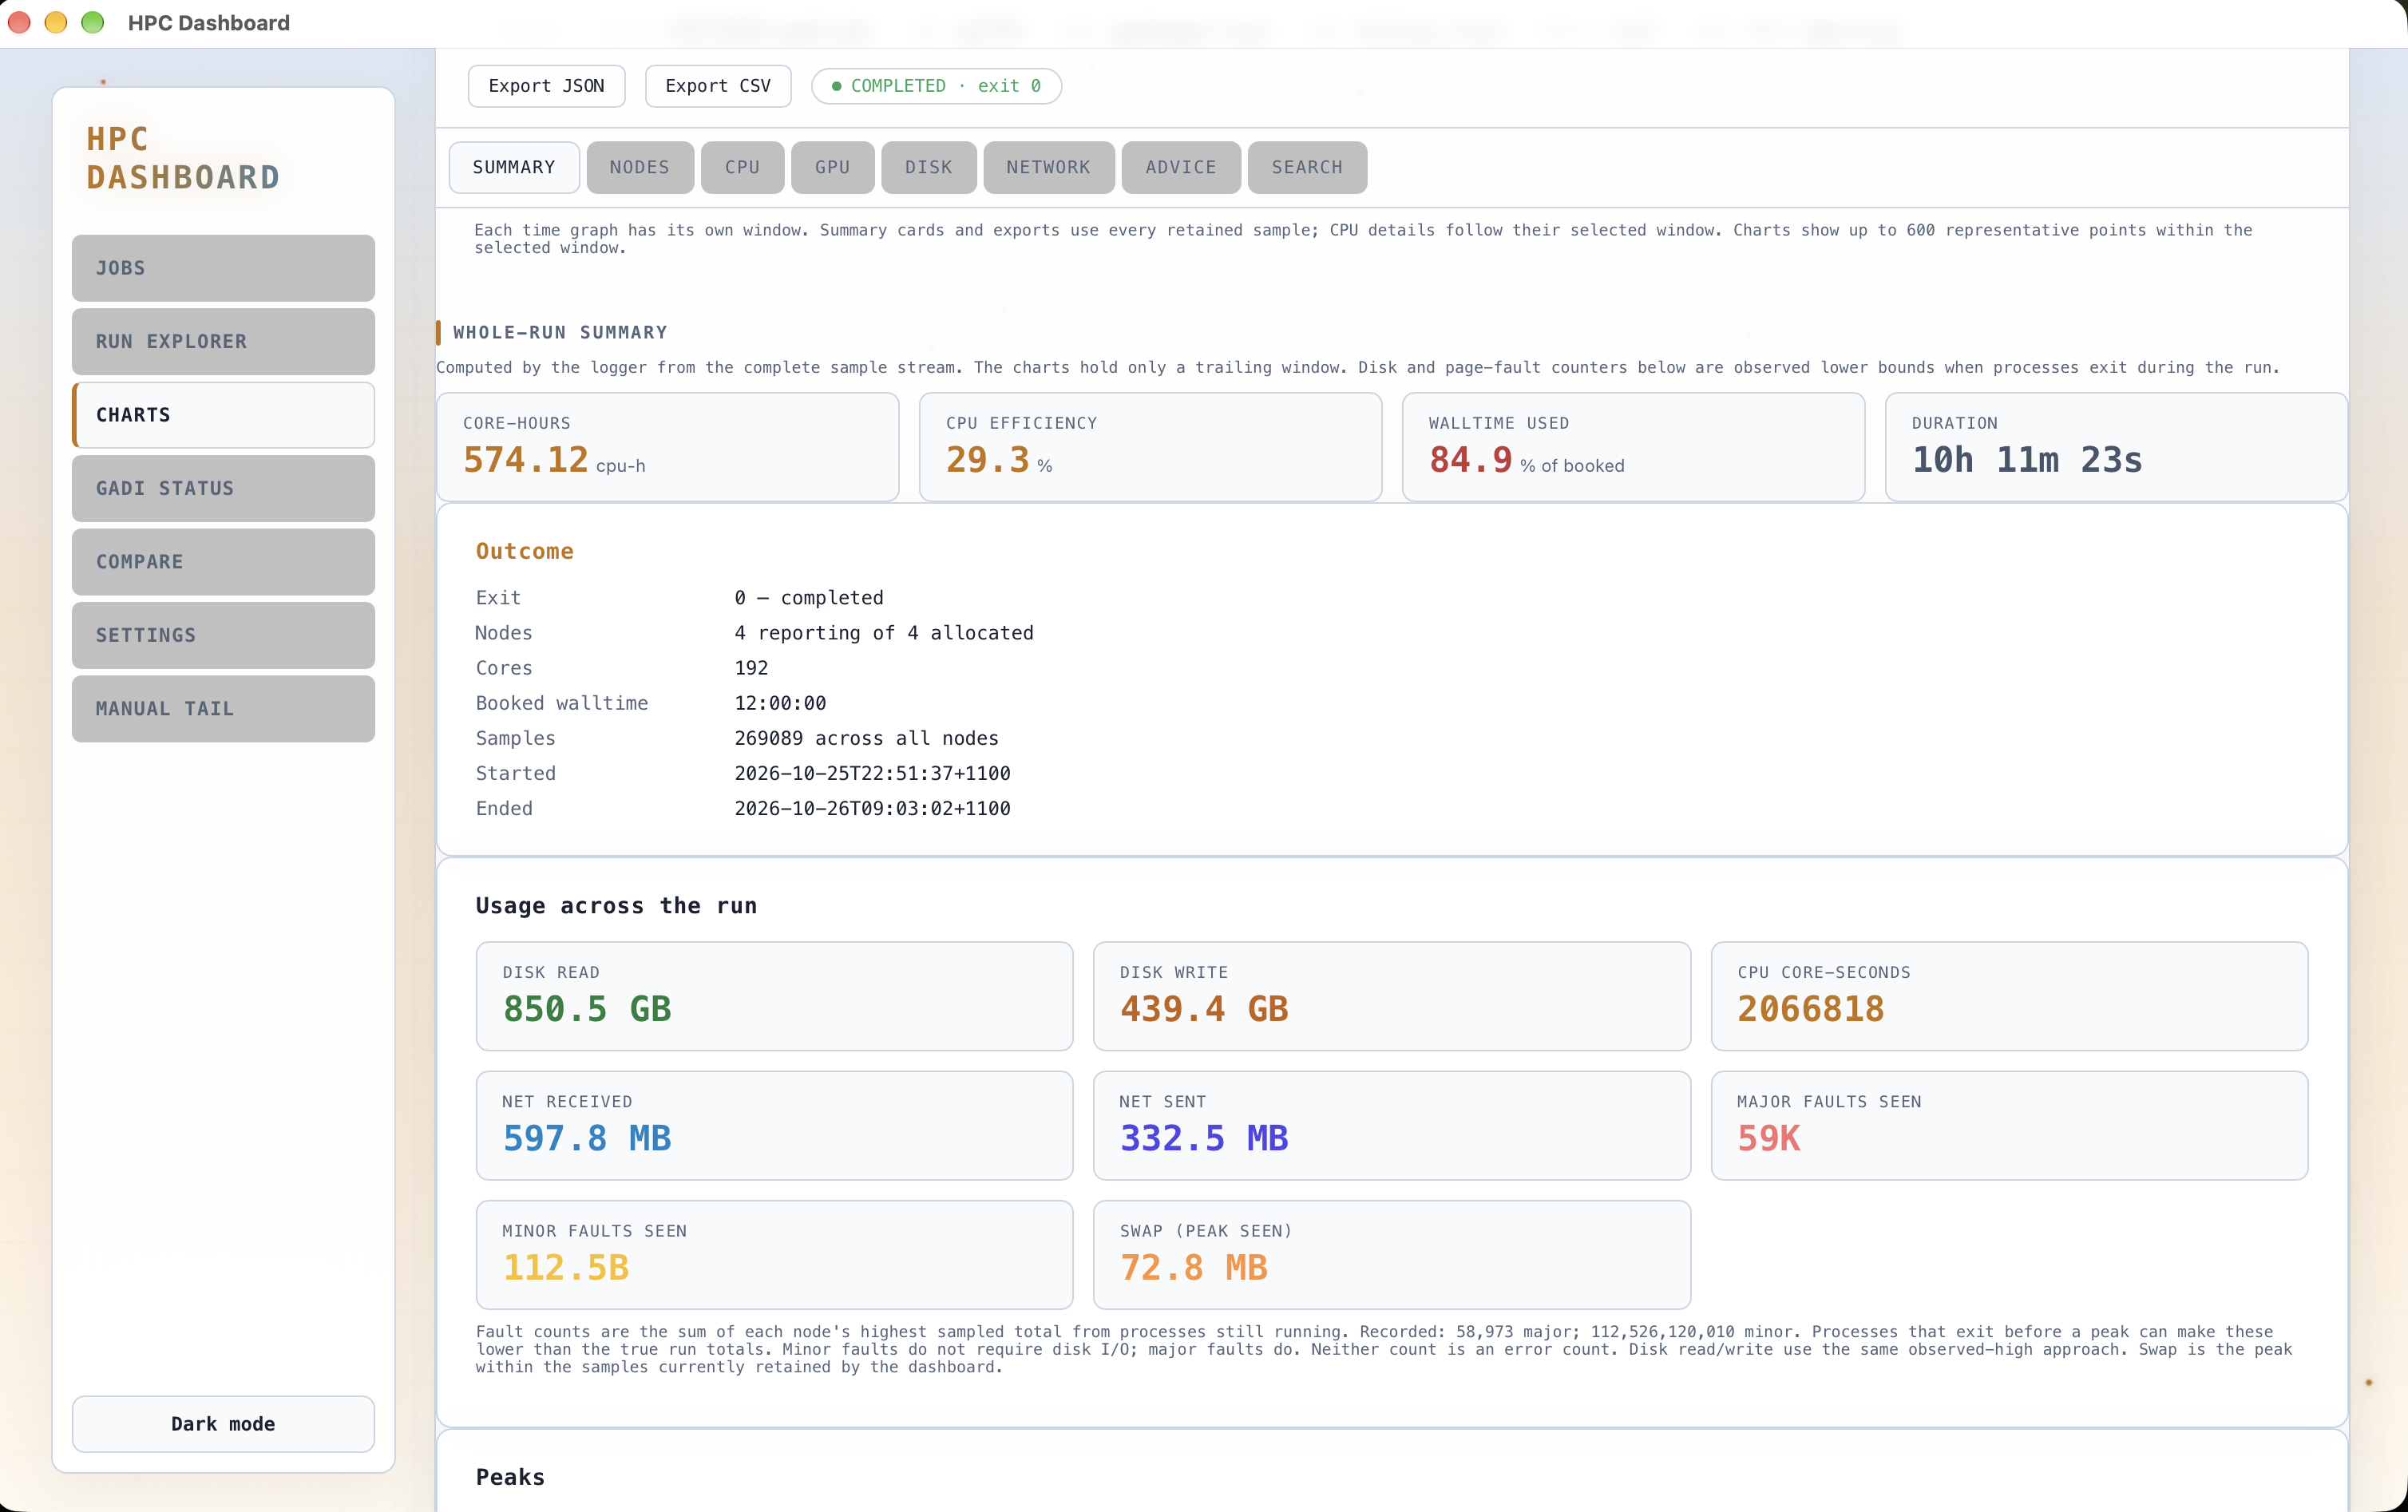 HPC Dashboard
HPC
DASHBOARD
JOBS
RUN EXPLORER
CHARTS
GADI STATUS
COMPARE
SETTINGS
MANUAL TAIL
Dark mode
Export JSON
Export CSV
COMPLETED · exit 0
SUMMARY
NODES
CPU
GPU
DISK
NETWORK
ADVICE
SEARCH
Each time graph has its own window. Summary cards and exports use every retained sample; CPU details follow their selected window. Charts show up to 600 representative points within the
selected window.
WHOLE-RUN SUMMARY
Computed by the logger from the complete sample stream. The charts hold only a trailing window. Disk and page-fault counters below are observed lower bounds when processes exit during the run.
CORE-HOURS
574.12 cpu-h
CPU EFFICIENCY
29.3 %
WALLTIME USED
84.9 % of booked
DURATION
10h 11m 23s
Outcome
Exit 0 — completed
Nodes 4 reporting of 4 allocated
Cores 192
Booked walltime 12:00:00
Samples 269089 across all nodes
Started 2026-10-25T22:51:37+1100
Ended 2026-10-26T09:03:02+1100
Usage across the run
DISK READ
850.5 GB
DISK WRITE
439.4 GB
CPU CORE-SECONDS
2066818
NET RECEIVED
597.8 MB
NET SENT
332.5 MB
MAJOR FAULTS SEEN
59K
MINOR FAULTS SEEN
112.5B
SWAP (PEAK SEEN)
72.8 MB
Fault counts are the sum of each node's highest sampled total from processes still running. Recorded: 58,973 major; 112,526,120,010 minor. Processes that exit before a peak can make these
lower than the true run totals. Minor faults do not require disk I/O; major faults do. Neither count is an error count. Disk read/write use the same observed-high approach. Swap is the peak
within the samples currently retained by the dashboard.
Peaks